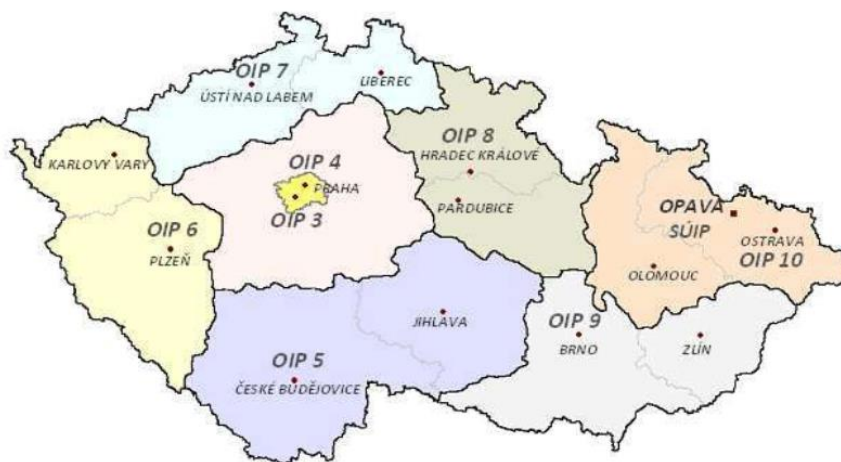 OIP 7
ÚSTÍ NAD LABEM
LIBEREC
OIP 8
HRADEC KRÁLOVÉ
KARLOVY VARY
OIP 4
PRAHA
OIP 3
PARDUBICE
OPAVA
SÚIP
OSTRAVA
OIP 10
OLOMOUC
OIP 6
PLZEŇ
JIHLAVA
OIP 9
BRNO
ZLÍN
OIP 5
ČESKÉ BUDĚJOVICE